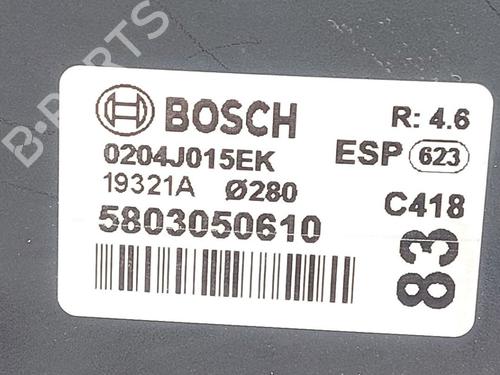 B-PARTS
BOSCH
R: 4.6
0204J015EK
ESP 623
19321A Ø280
5803050610
C418
83